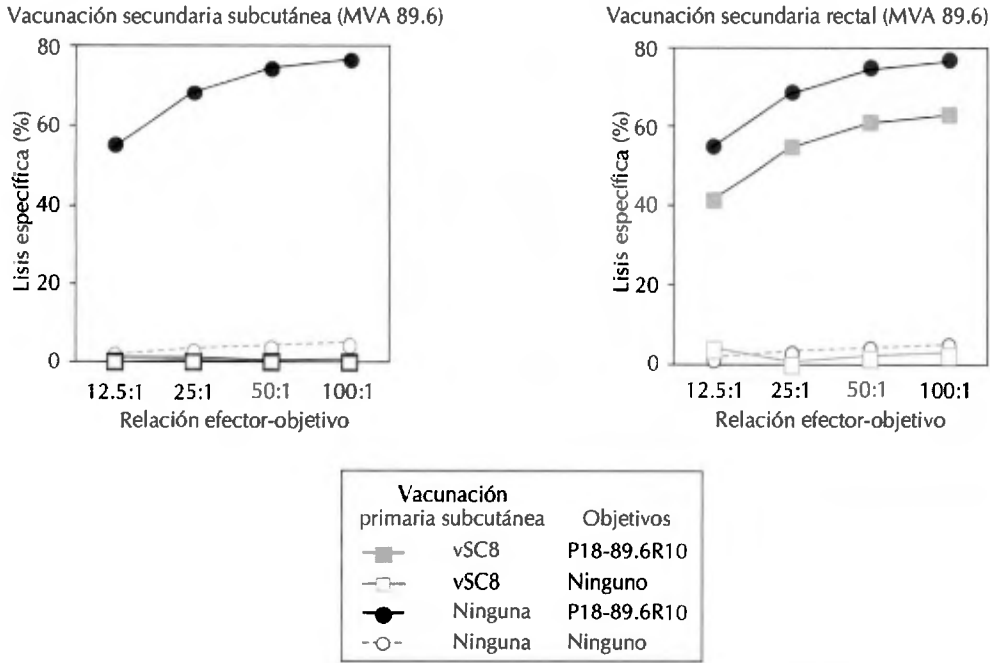 Vacunación secundaria subcutánea (MVA 89.6)
80
60
40
20
0
Lisis específica (%)
12.5:1 25:1 50:1 100:1
Relación efector-objetivo
Vacunación secundaria rectal (MVA 89.6)
80
60
40
20
0
Lisis específica (%)
12.5:1 25:1 50:1 100:1
Relación efector-objetivo
Vacunación
primaria subcutánea Objetivos
vSC8 P18-89.6R10
vSC8 Ninguno
Ninguna P18-89.6R10
Ninguna Ninguno